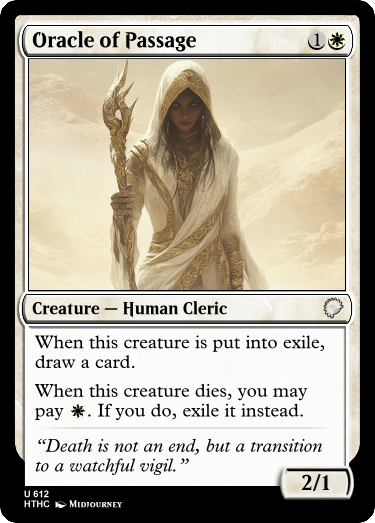 Oracle of Passage 1
Creature — Human Cleric
When this creature is put into exile,
draw a card.
When this creature dies, you may
pay . If you do, exile it instead.
“Death is not an end, but a transition
to a watchful vigil.”
2/1
U 612
HTHC Midjourney